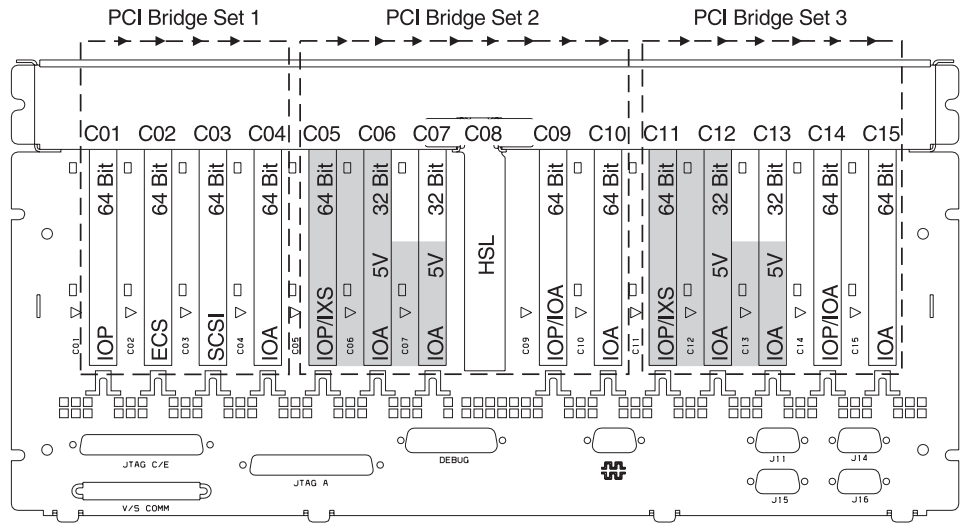 PCI Bridge Set 1 PCI Bridge Set 2 PCI Bridge Set 3
C01 C02 C03 C04 C05 C06 C07 C08 C09 C10 C11 C12 C13 C14 C15
64 Bit 64 Bit 64 Bit 64 Bit 64 Bit 32 Bit 32 Bit 64 Bit 64 Bit 64 Bit 32 Bit 32 Bit 64 Bit 64 Bit
5V 5V HSL 5V 5V
IOP ECS SCSI IOA IOP/IXS IOA IOA IOP/IOA IOA IOP/IXS IOA IOA IOP/IOA IOA
C01 C02 C03 C04 C05 C06 C07 C09 C10 C11 C12 C13 C14 C15
JTAG C/E DEBUG J11 J14
JTAG A J15 J16
V/S COMM